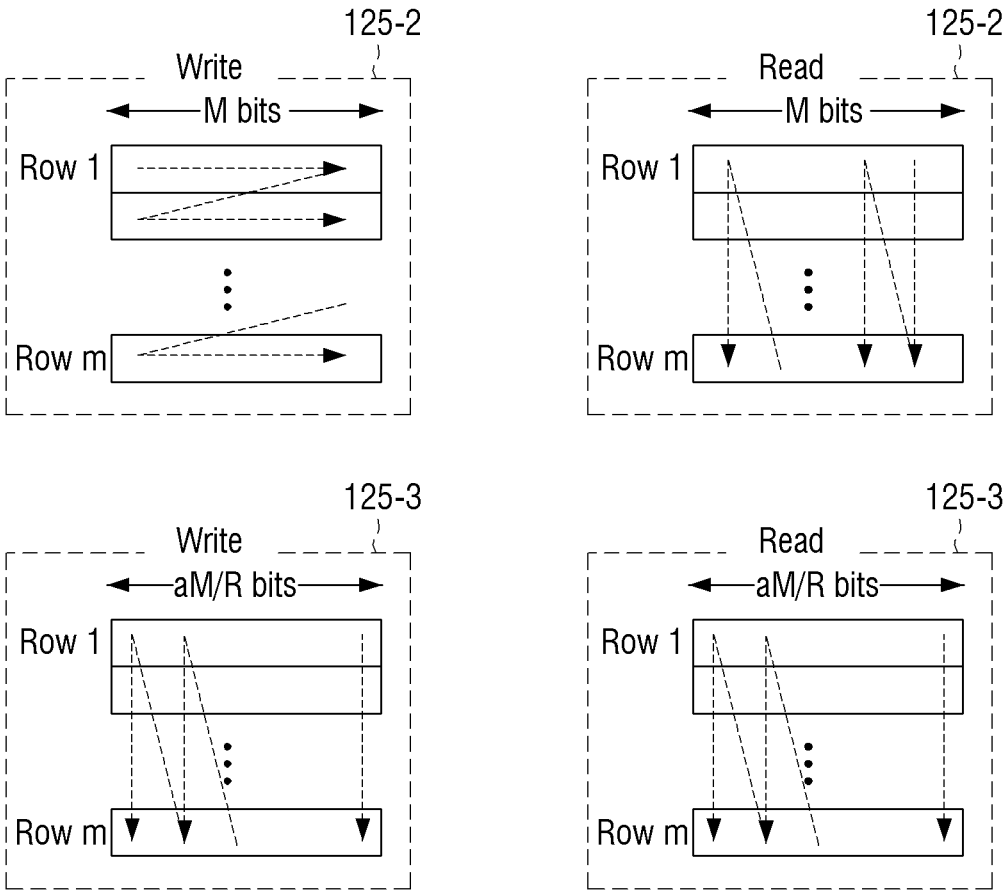 125-2
Write
M bits
Row 1
Row m
125-2
Read
M bits
Row 1
Row m
125-3
Write
aM/R bits
Row 1
Row m
125-3
Read
aM/R bits
Row 1
Row m